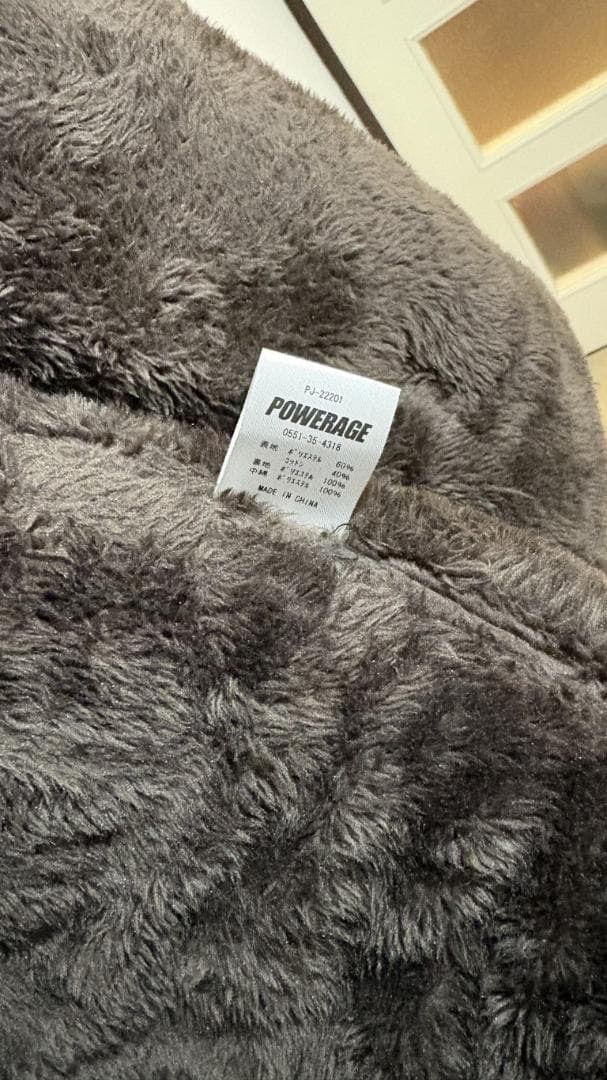 PJ-22201
POWERAGE
0551-35-4318
表地 ﾎﾟﾘｴｽﾃﾙ 60%
ｺｯﾄﾝ 40%
裏地 ﾎﾟﾘｴｽﾃﾙ 100%
中綿 ﾎﾟﾘｴｽﾃﾙ 100%
MADE IN CHINA